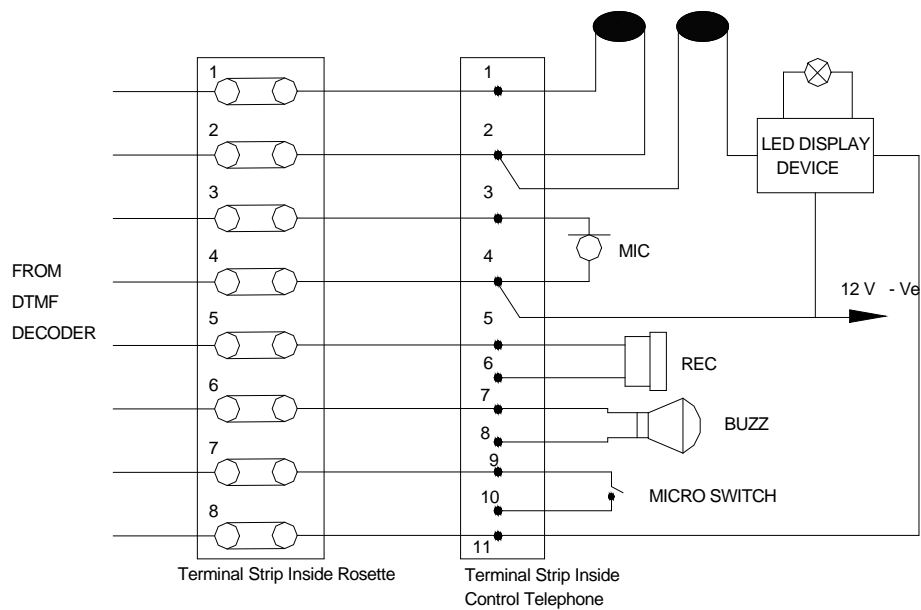 FROM
DTMF
DECODER
1
2
3
4
5
6
7
8
Terminal Strip Inside Rosette
1
2
3
4
5
6
7
8
9
10
11
Terminal Strip Inside
Control Telephone
LED DISPLAY
DEVICE
MIC
12 V - Ve
REC
BUZZ
MICRO SWITCH